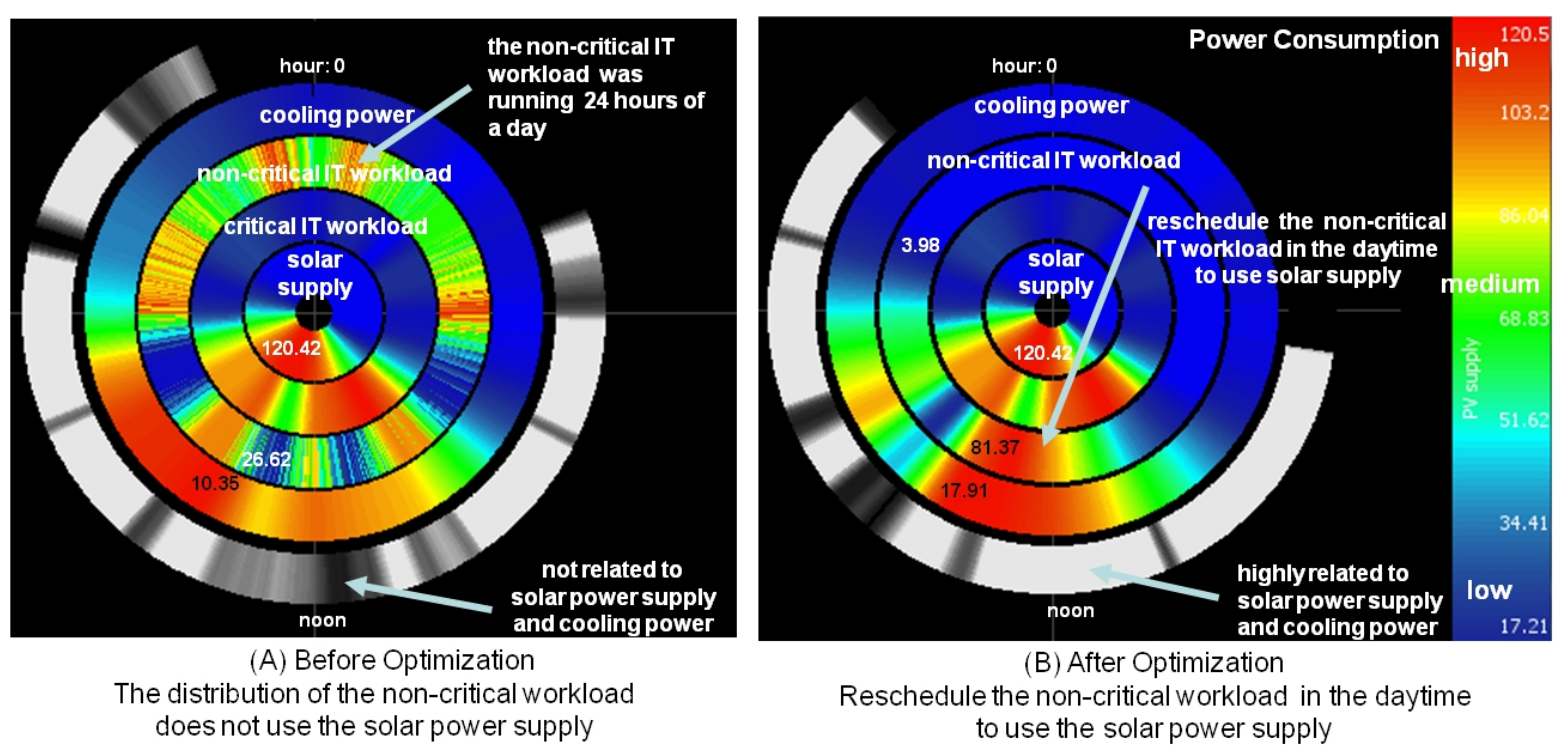 the non-critical IT
workload was
running 24 hours of
a day
hour: 0
cooling power
non-critical IT workload
critical IT workload
solar
supply
120.42
26.62
10.35
not related to
solar power supply
and cooling power
noon
(A) Before Optimization
The distribution of the non-critical workload
does not use the solar power supply
Power Consumption
hour: 0
cooling power
non-critical IT workload
reschedule the non-critical
IT workload in the daytime
to use solar supply
3.98
solar
supply
120.42
81.37
17.91
highly related to
solar power supply
and cooling power
noon
120.5
high
103.2
86.04
medium
68.83
PV supply
51.62
34.41
low
17.21
(B) After Optimization
Reschedule the non-critical workload in the daytime
to use the solar power supply